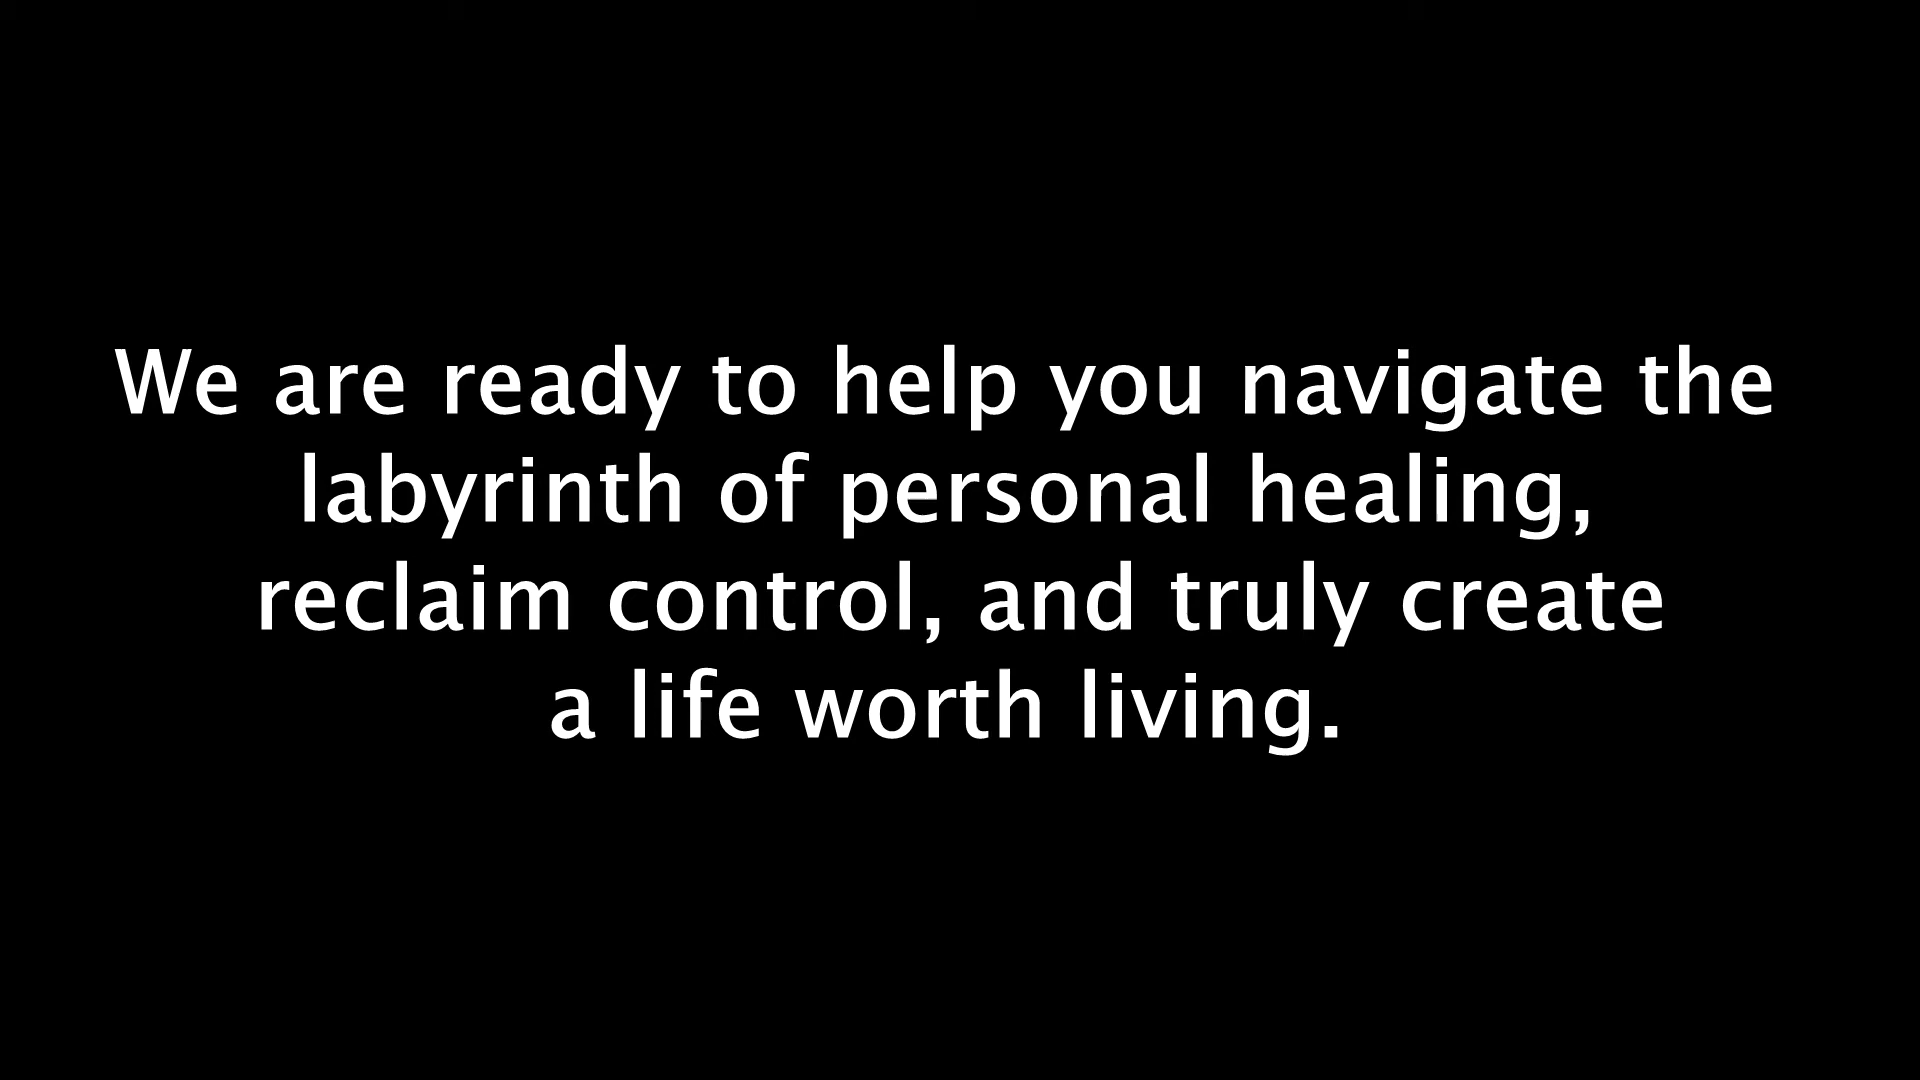 We are ready to help you navigate the
labyrinth of personal healing,
reclaim control, and truly create
a life worth living.